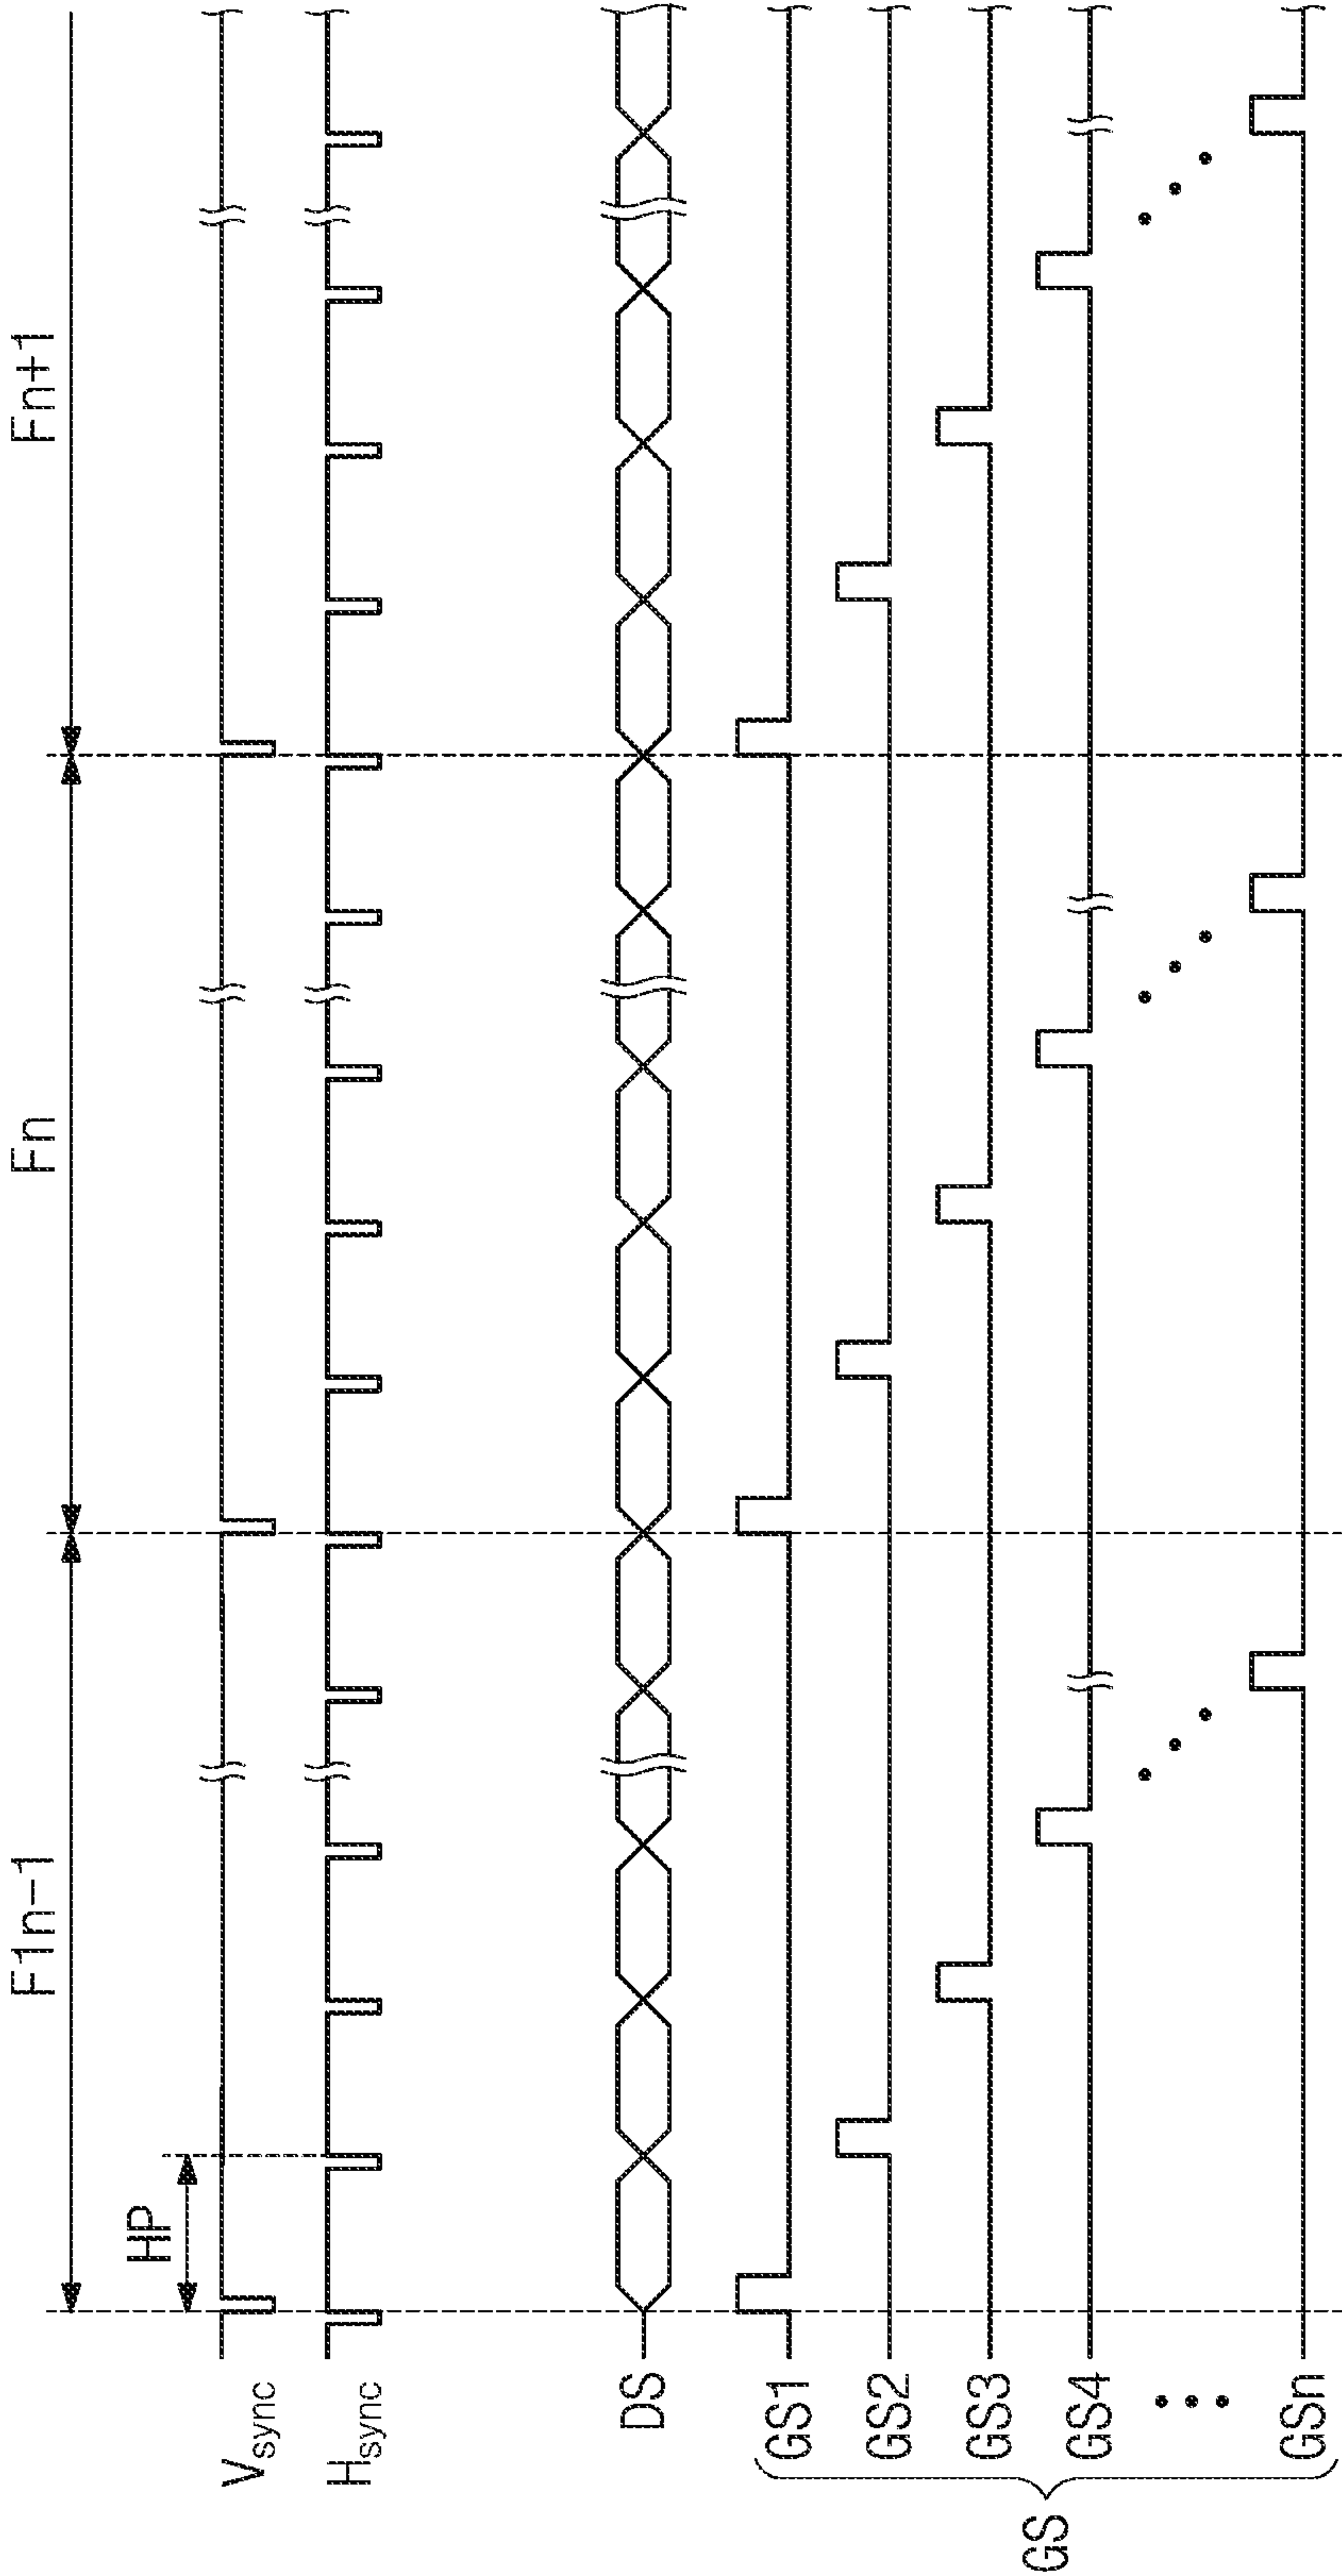 F1n-1
Fn
Fn+1
HP
Vsync
Hsync
DS
GS
GS1
GS2
GS3
GS4
GSn